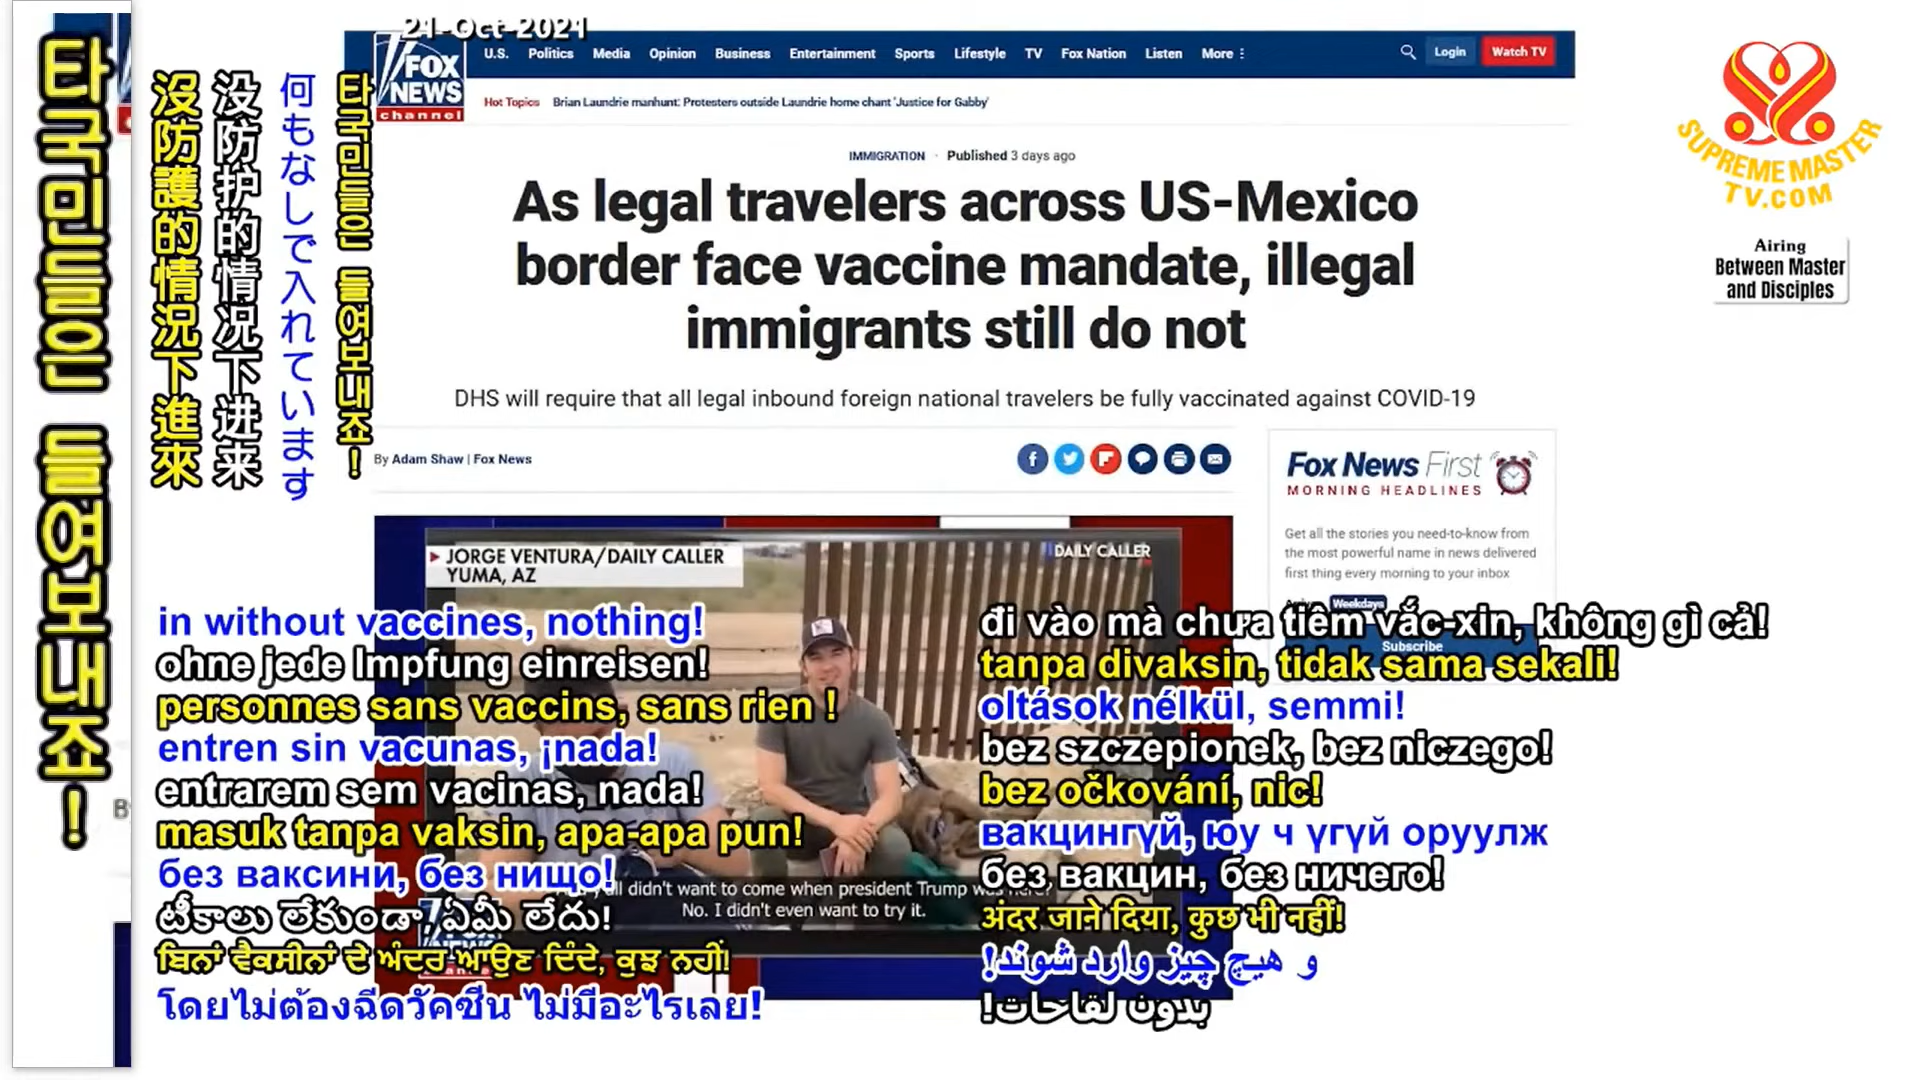 타국민들인 들여보내죠!
沒防護的情況下進來
没防护的情况下进来
何もなしで入れています
타국민들인 들여보내죠!
21-Oct-2021
FOX NEWS channel
U.S. Politics Media Opinion Business Entertainment Sports Lifestyle TV Fox Nation Listen More
Login
Watch TV
Hot Topics Brian Laundrie manhunt: Protesters outside Laundrie home chant 'Justice for Gabby'
IMMIGRATION · Published 3 days ago
As legal travelers across US-Mexico
border face vaccine mandate, illegal
immigrants still do not
DHS will require that all legal inbound foreign national travelers be fully vaccinated against COVID-19
By Adam Shaw | Fox News
SUPREME MASTER
TV.COM
Airing
Between Master
and Disciples
Fox News First
MORNING HEADLINES
Get all the stories you need-to-know from
the most powerful name in news delivered
first thing every morning to your inbox
Weekdays
Subscribe
JORGE VENTURA/DAILY CALLER
YUMA, AZ
DAILY CALLER
all didn't want to come when president Trump
No. I didn't even want to try it.
in without vaccines, nothing!
ohne jede Impfung einreisen!
personnes sans vaccins, sans rien !
entren sin vacunas, ¡nada!
entrarem sem vacinas, nada!
masuk tanpa vaksin, apa-apa pun!
без ваксини, без нищо!
టీకాలు లేకుండా, ఏమీ లేదు!
ਬਿਨਾਂ ਵੈਕਸੀਨਾਂ ਦੇ ਅੰਦਰ ਆਉਣ ਦਿੰਦੇ, ਕੁਝ ਨਹੀਂ!
โดยไม่ต้องฉีดวัคซีน ไม่มีอะไรเลย!
đi vào mà chưa tiêm vắc-xin, không gì cả!
tanpa divaksin, tidak sama sekali!
oltások nélkül, semmi!
bez szczepionek, bez niczego!
bez očkování, nic!
вакцингүй, юу ч үгүй оруулж
без вакцин, без ничего!
अंदर जाने दिया, कुछ भी नहीं!
و هیچ چیز وارد شوند!
بدون لقاحات!